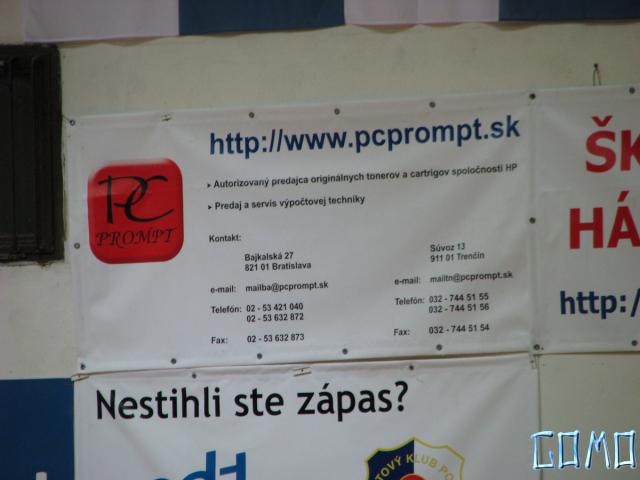 http://www.pcprompt.sk
PC
PROMPT
▸ Autorizovaný predajca originálnych tonerov a cartrigov spoločnosti HP
▸ Predaj a servis výpočtovej techniky
Kontakt:
Bajkalská 27
821 01 Bratislava
e-mail: mailba@pcprompt.sk
Telefón: 02 - 53 421 040
02 - 53 632 872
Fax: 02 - 53 632 873
Súvoz 13
911 01 Trenčín
e-mail: mailtn@pcprompt.sk
Telefón: 032 - 744 51 55
032 - 744 51 56
Fax: 032 - 744 51 54
ŠK
HÁ
http:/
Nestihli ste zápas?
TOVÝ KLUB PO
COMO